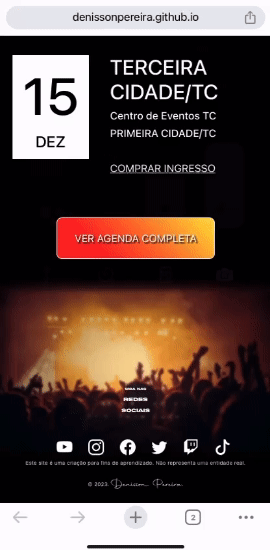 denissonpereira.github.io
15
DEZ
TERCEIRA
CIDADE/TC
Centro de Eventos TC
PRIMEIRA CIDADE/TC
COMPRAR INGRESSO
VER AGENDA COMPLETA
SIGA NAS
REDES
SOCIAIS
Este site é uma criação para fins de aprendizado. Não representa uma entidade real.
© 2023 Denisson Pereira
2